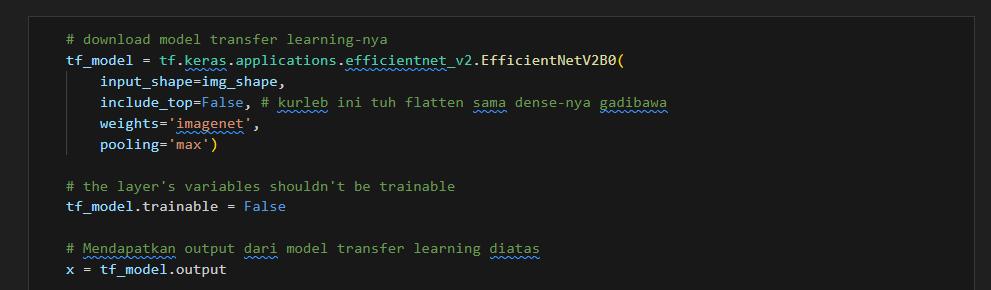 # download model transfer learning-nya
tf_model = tf.keras.applications.efficientnet_v2.EfficientNetV2B0(
    input_shape=img_shape,
    include_top=False, # kurleb ini tuh flatten sama dense-nya gadibawa
    weights='imagenet',
    pooling='max')

# the layer's variables shouldn't be trainable
tf_model.trainable = False

# Mendapatkan output dari model transfer learning diatas
x = tf_model.output